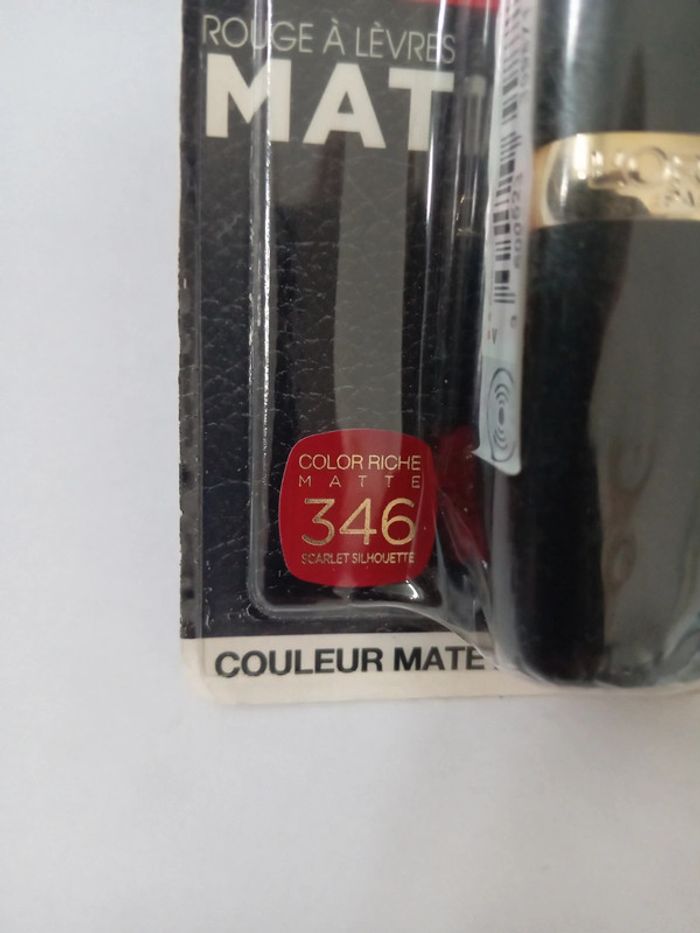 ROUGE À LÈVRES
MAT
COLOR RICHE
MATTE
346
SCARLET SILHOUETTE
COULEUR MATE